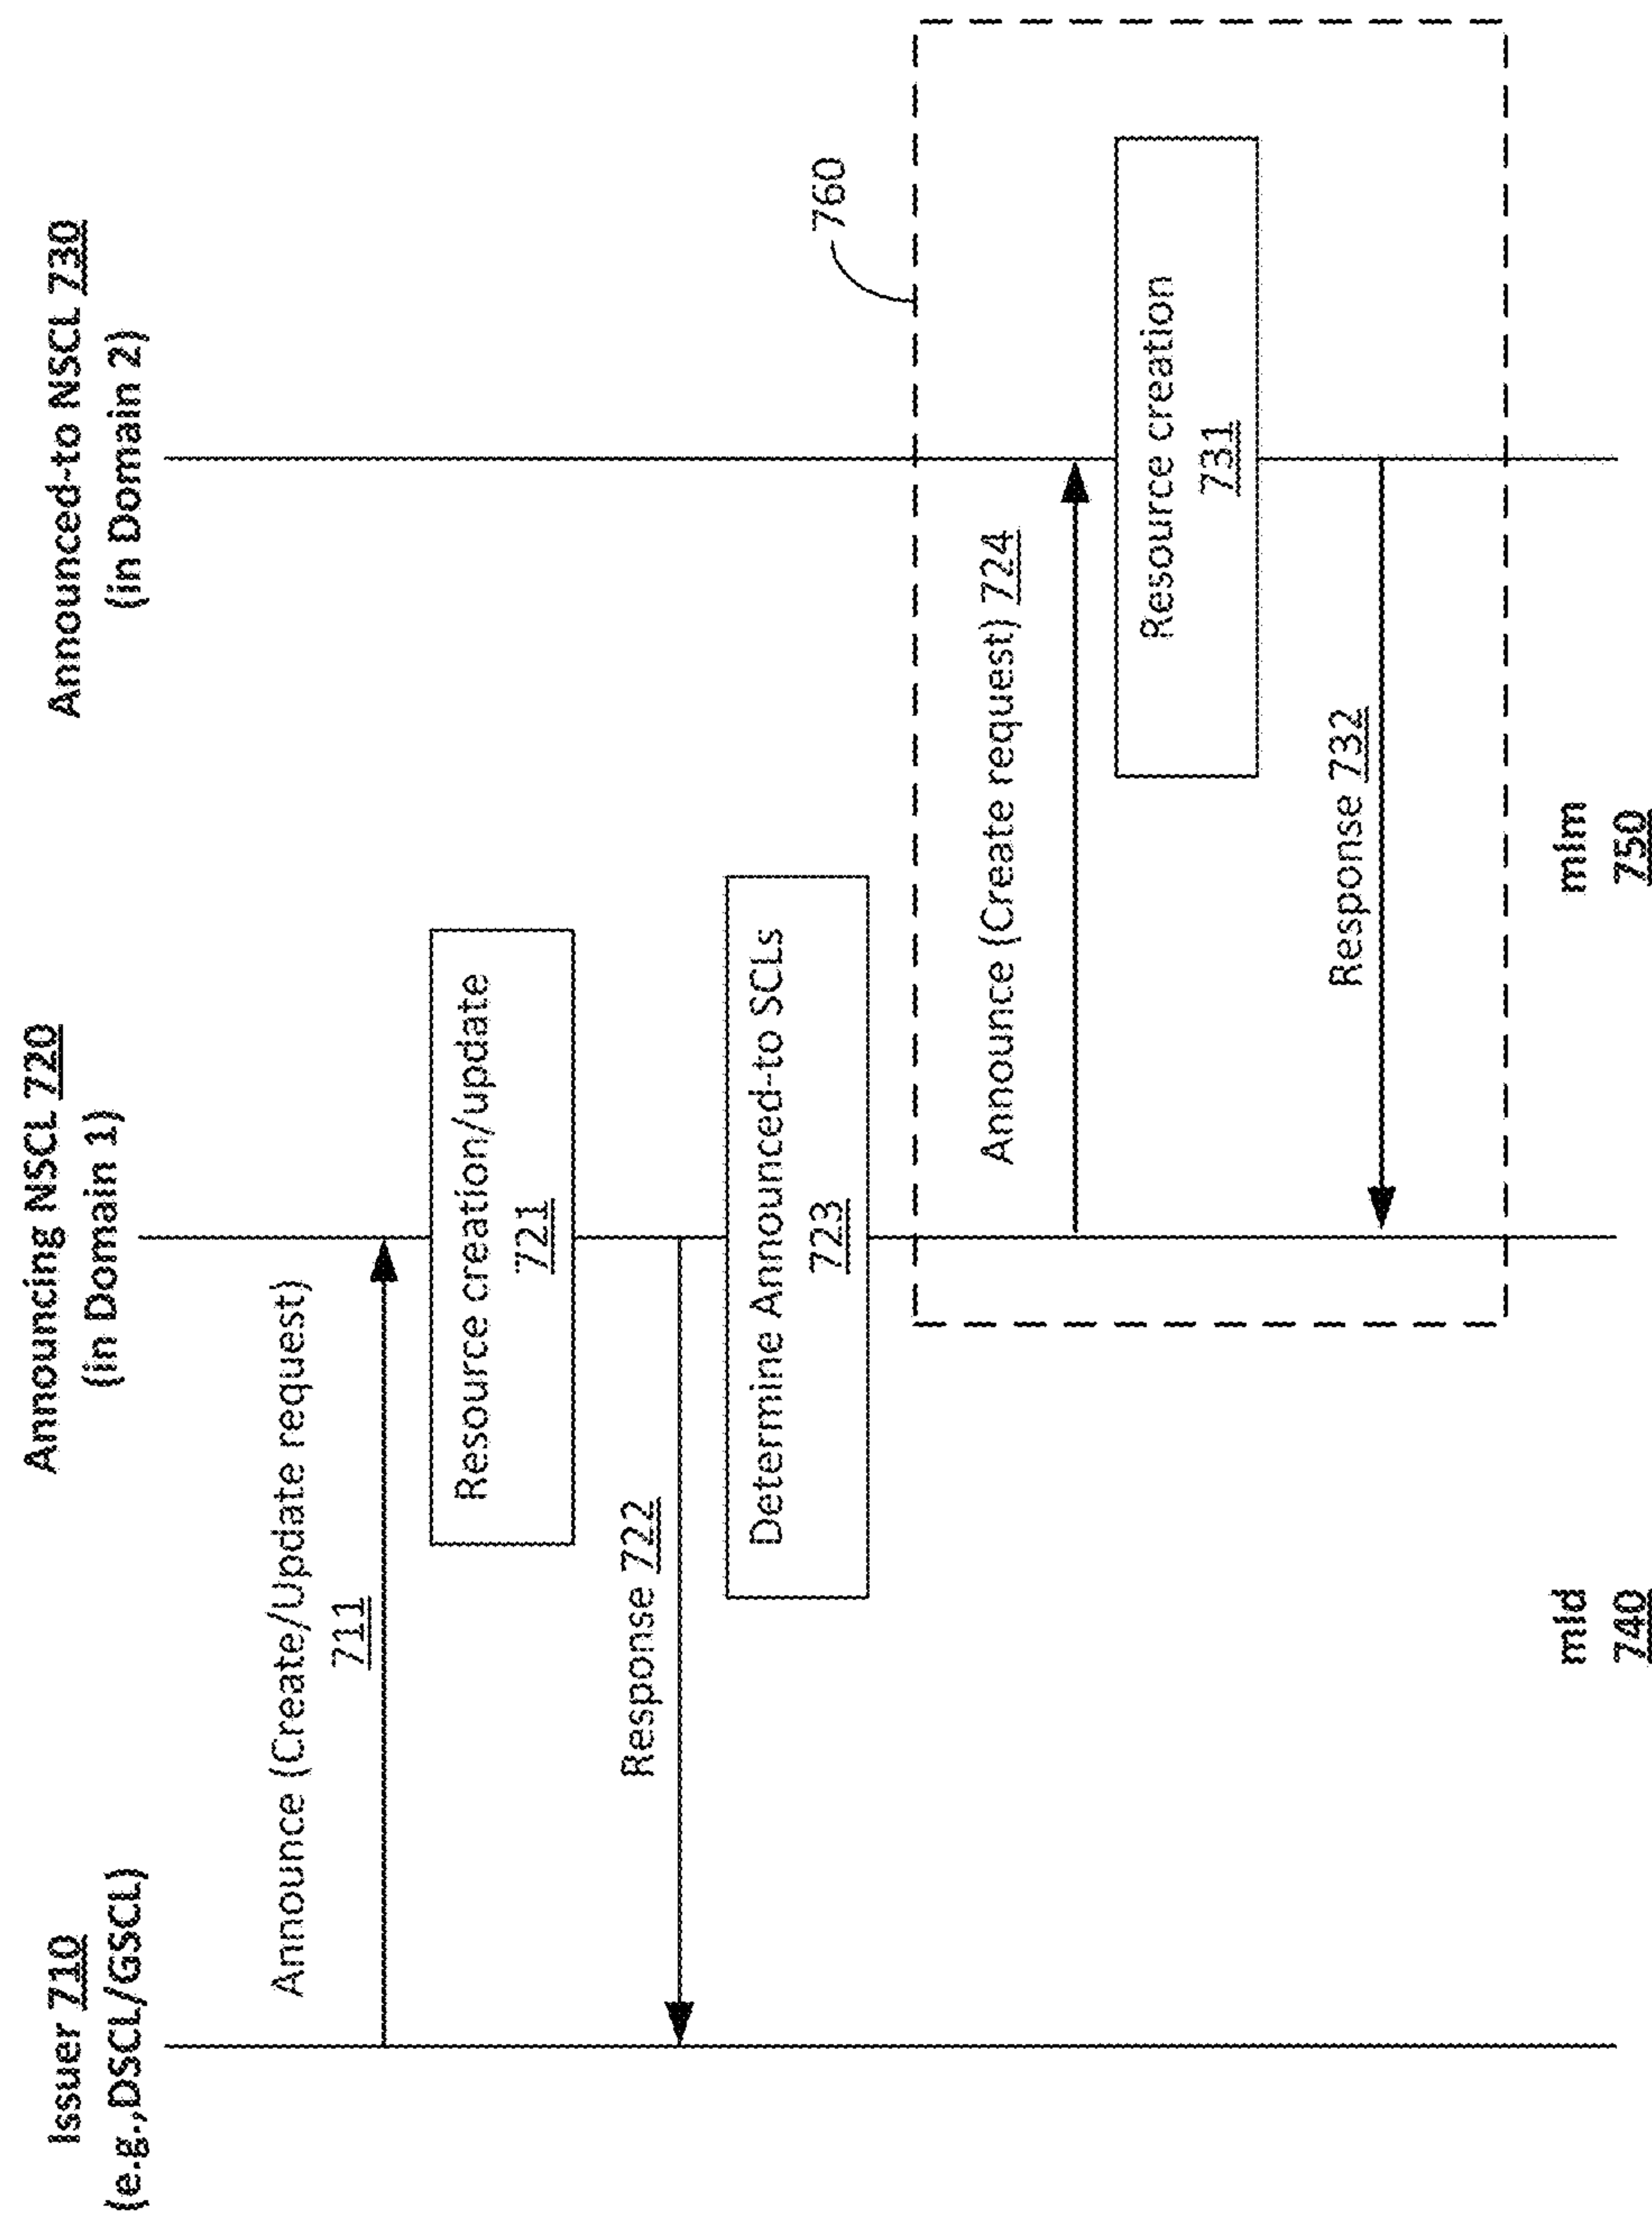 Issuer 710
(e.g.,DSCL/GSCL)
Announcing NSCL 720
(in Domain 1)
Announced-to NSCL 730
(in Domain 2)
Announce (Create/Update request)
711
Resource creation/update
721
Response 722
Determine Announced-to SCLs
723
760
Announce (Create request) 724
Resource creation
731
Response 732
mId
740
mIm
750